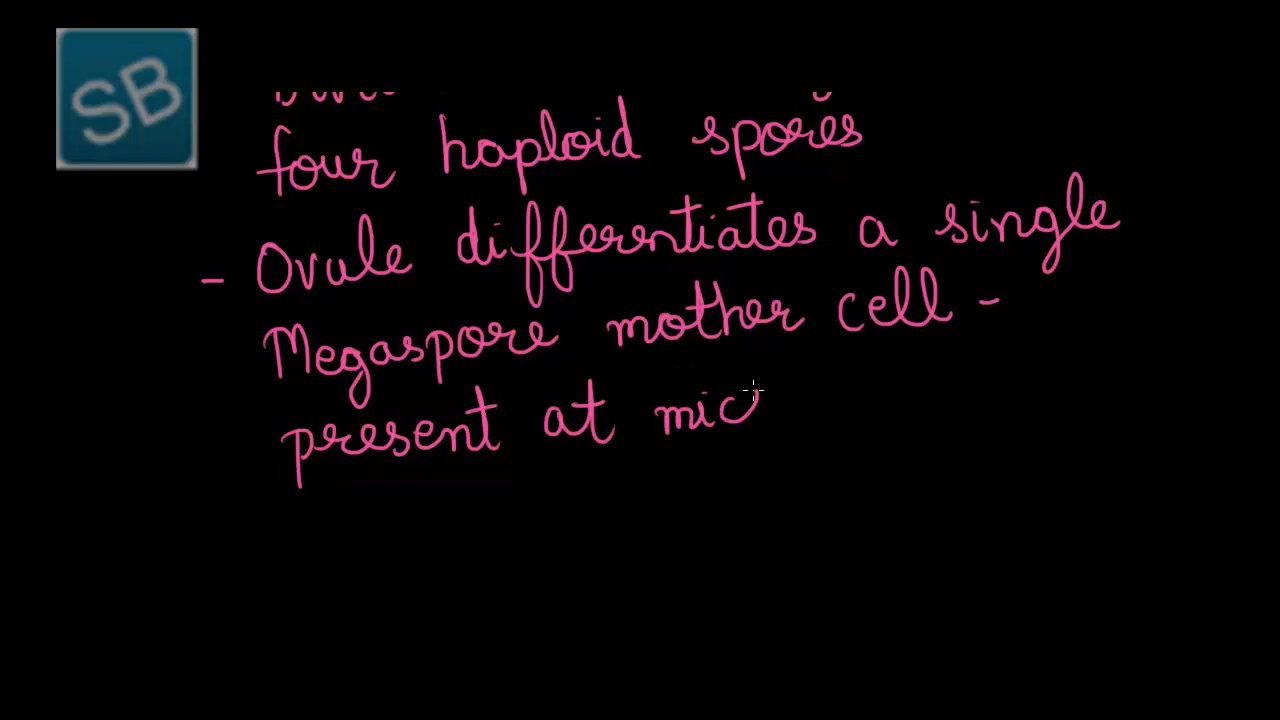 SB
four haploid spores
- Ovule differentiates a single
Megaspore mother cell -
present at mic